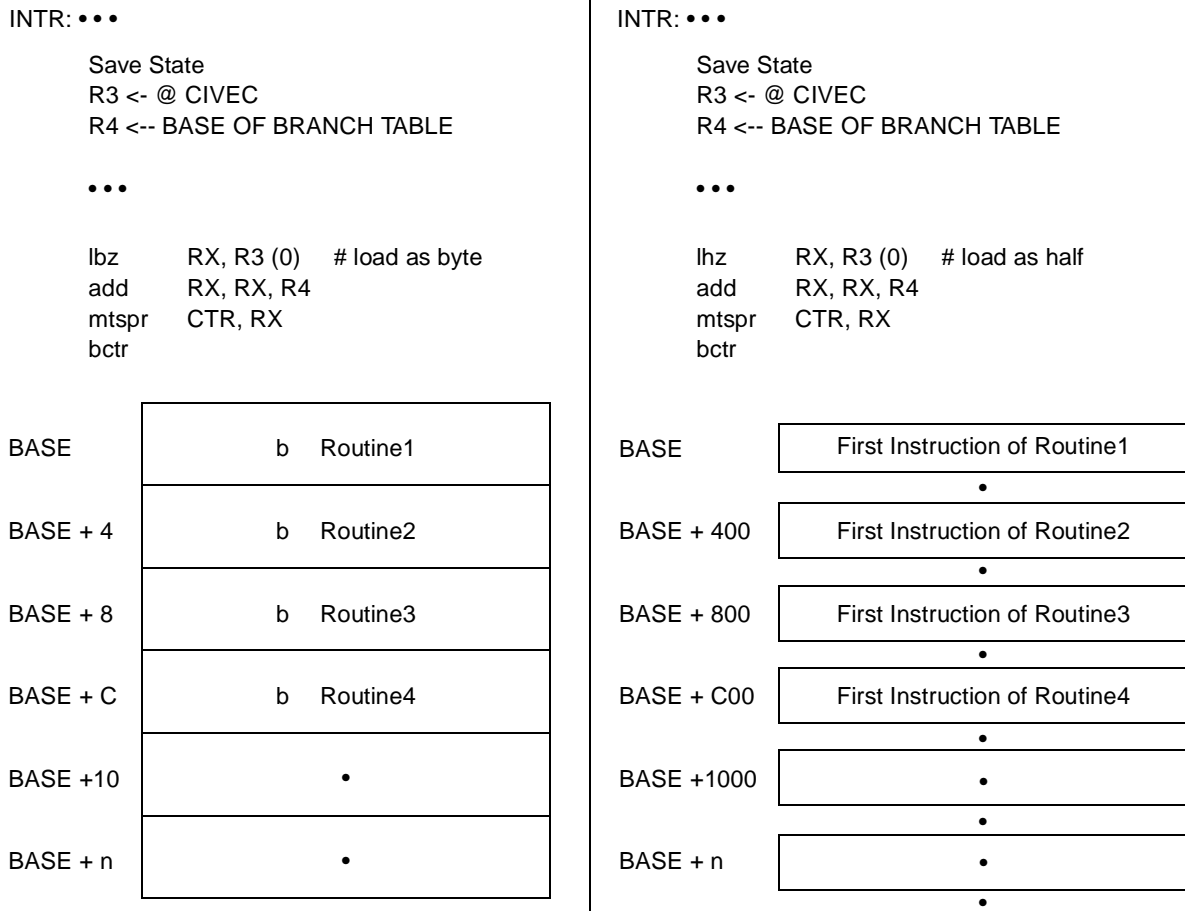 INTR: • • •
Save State
R3 <- @ CIVEC
R4 <-- BASE OF BRANCH TABLE
• • •
lbz RX, R3 (0) # load as byte
add RX, RX, R4
mtspr CTR, RX
bctr
BASE b Routine1
BASE + 4 b Routine2
BASE + 8 b Routine3
BASE + C b Routine4
BASE +10 •
BASE + n •
INTR: • • •
Save State
R3 <- @ CIVEC
R4 <-- BASE OF BRANCH TABLE
• • •
lhz RX, R3 (0) # load as half
add RX, RX, R4
mtspr CTR, RX
bctr
BASE First Instruction of Routine1
•
BASE + 400 First Instruction of Routine2
•
BASE + 800 First Instruction of Routine3
•
BASE + C00 First Instruction of Routine4
•
BASE +1000 •
•
BASE + n •
•